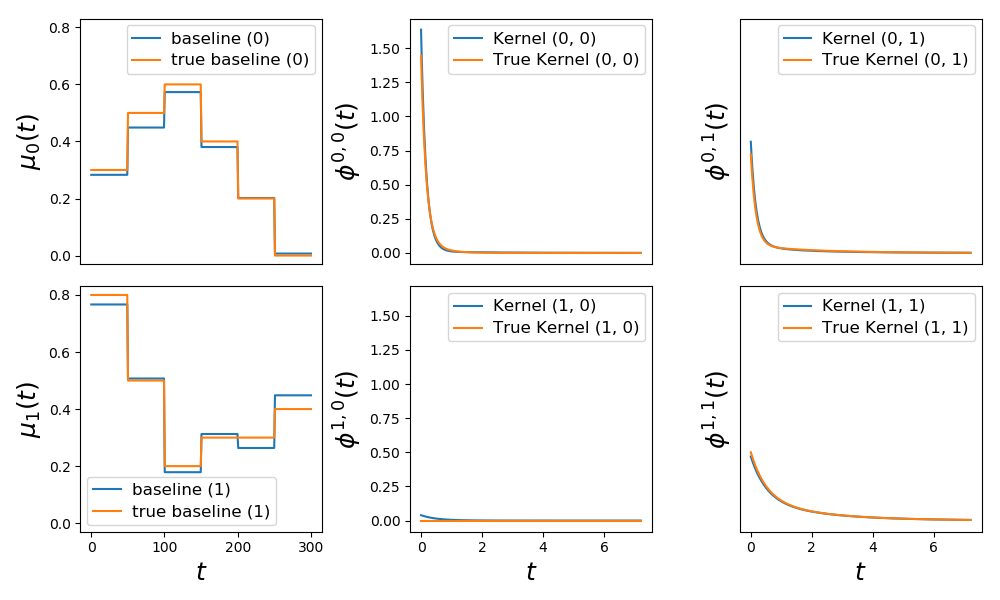 0.8
0.6
0.4
0.2
0.0
μ₀(t)
baseline (0)
true baseline (0)
1.50
1.25
1.00
0.75
0.50
0.25
0.00
ϕ⁰˒⁰(t)
Kernel (0, 0)
True Kernel (0, 0)
ϕ⁰˒¹(t)
Kernel (0, 1)
True Kernel (0, 1)
0.8
0.6
0.4
0.2
0.0
μ₁(t)
baseline (1)
true baseline (1)
0 100 200 300
t
1.50
1.25
1.00
0.75
0.50
0.25
0.00
ϕ¹˒⁰(t)
Kernel (1, 0)
True Kernel (1, 0)
0 2 4 6
t
ϕ¹˒¹(t)
Kernel (1, 1)
True Kernel (1, 1)
0 2 4 6
t